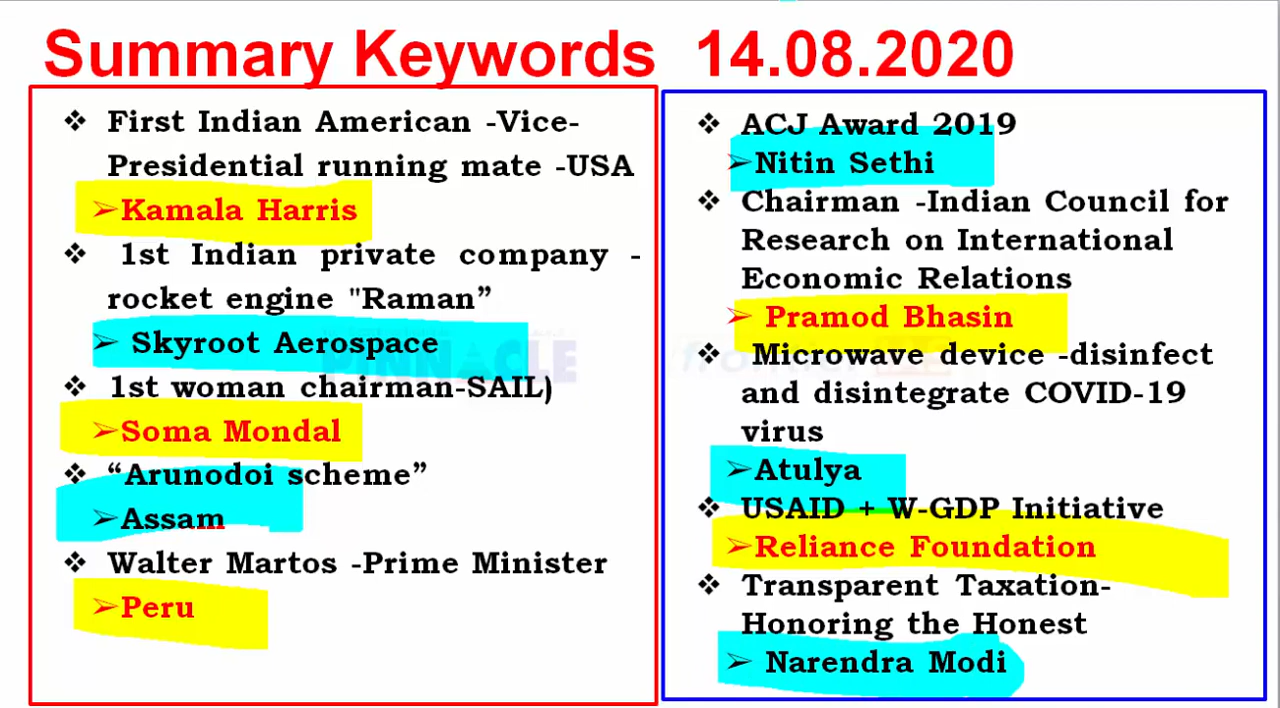 Summary Keywords 14.08.2020
❖ First Indian American -Vice-
Presidential running mate -USA
➢Kamala Harris
❖ 1st Indian private company -
rocket engine "Raman”
➢ Skyroot Aerospace
❖ 1st woman chairman-SAIL)
➢Soma Mondal
❖ “Arunodoi scheme”
➢Assam
❖ Walter Martos -Prime Minister
➢Peru
❖ ACJ Award 2019
➢Nitin Sethi
❖ Chairman -Indian Council for
Research on International
Economic Relations
➢ Pramod Bhasin
❖ Microwave device -disinfect
and disintegrate COVID-19
virus
➢Atulya
❖ USAID + W-GDP Initiative
➢Reliance Foundation
❖ Transparent Taxation-
Honoring the Honest
➢ Narendra Modi
PINNACLE